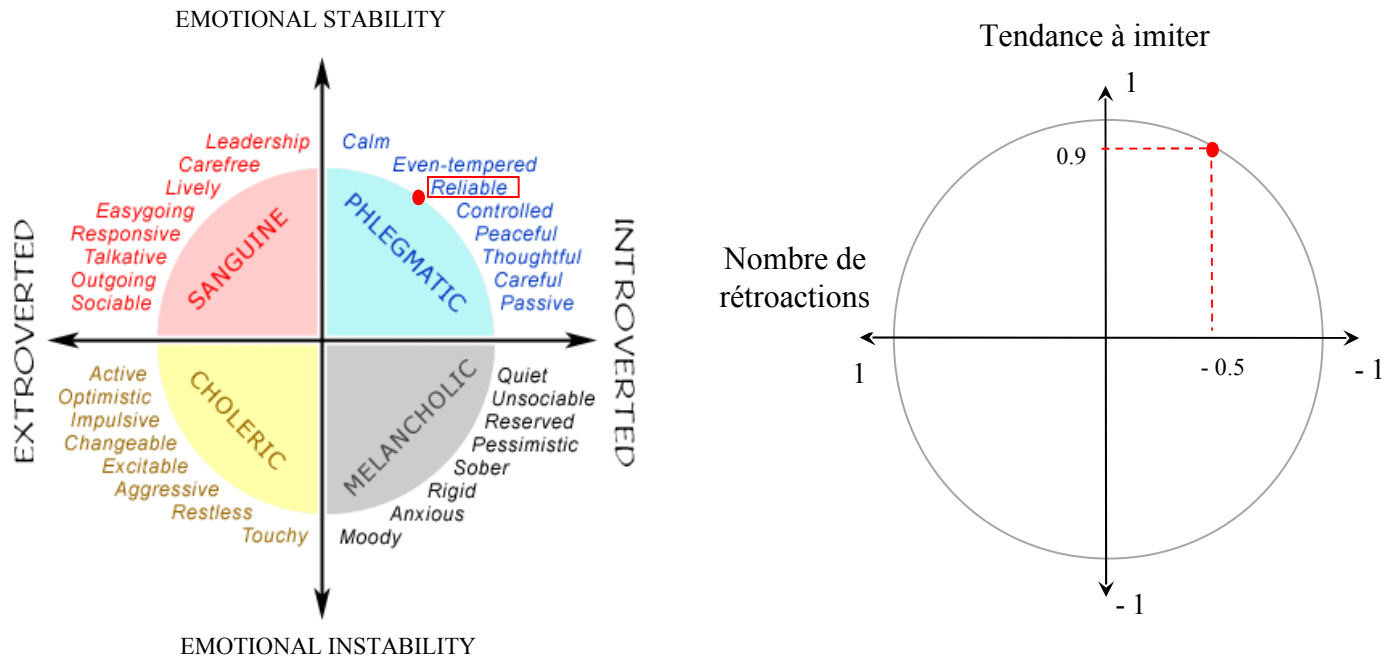 EMOTIONAL STABILITY
EXTROVERTED
INTROVERTED
Leadership
Carefree
Lively
Easygoing
Responsive
Talkative
Outgoing
Sociable
SANGUINE
Calm
Even-tempered
Reliable
Controlled
Peaceful
Thoughtful
Careful
Passive
PHLEGMATIC
Active
Optimistic
Impulsive
Changeable
Excitable
Aggressive
Restless
Touchy
CHOLERIC
Quiet
Unsociable
Reserved
Pessimistic
Sober
Rigid
Anxious
Moody
MELANCHOLIC
EMOTIONAL INSTABILITY
Tendance à imiter
1
0.9
Nombre de
rétroactions
1
- 0.5
- 1
- 1